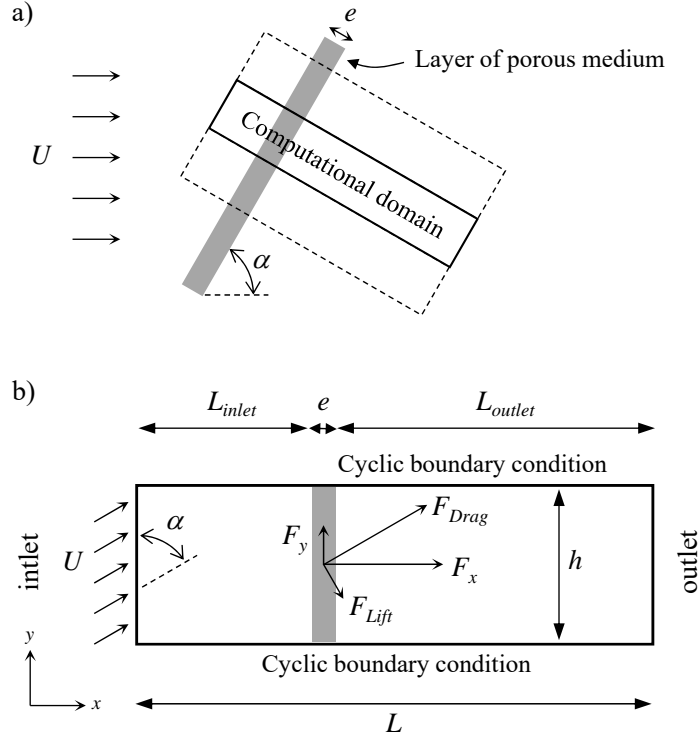 a)
e
Layer of porous medium
U
Computational domain
α
b)
L_inlet
e
L_outlet
Cyclic boundary condition
intlet
U
α
F_y
F_Drag
F_x
F_Lift
h
outlet
Cyclic boundary condition
y
x
L